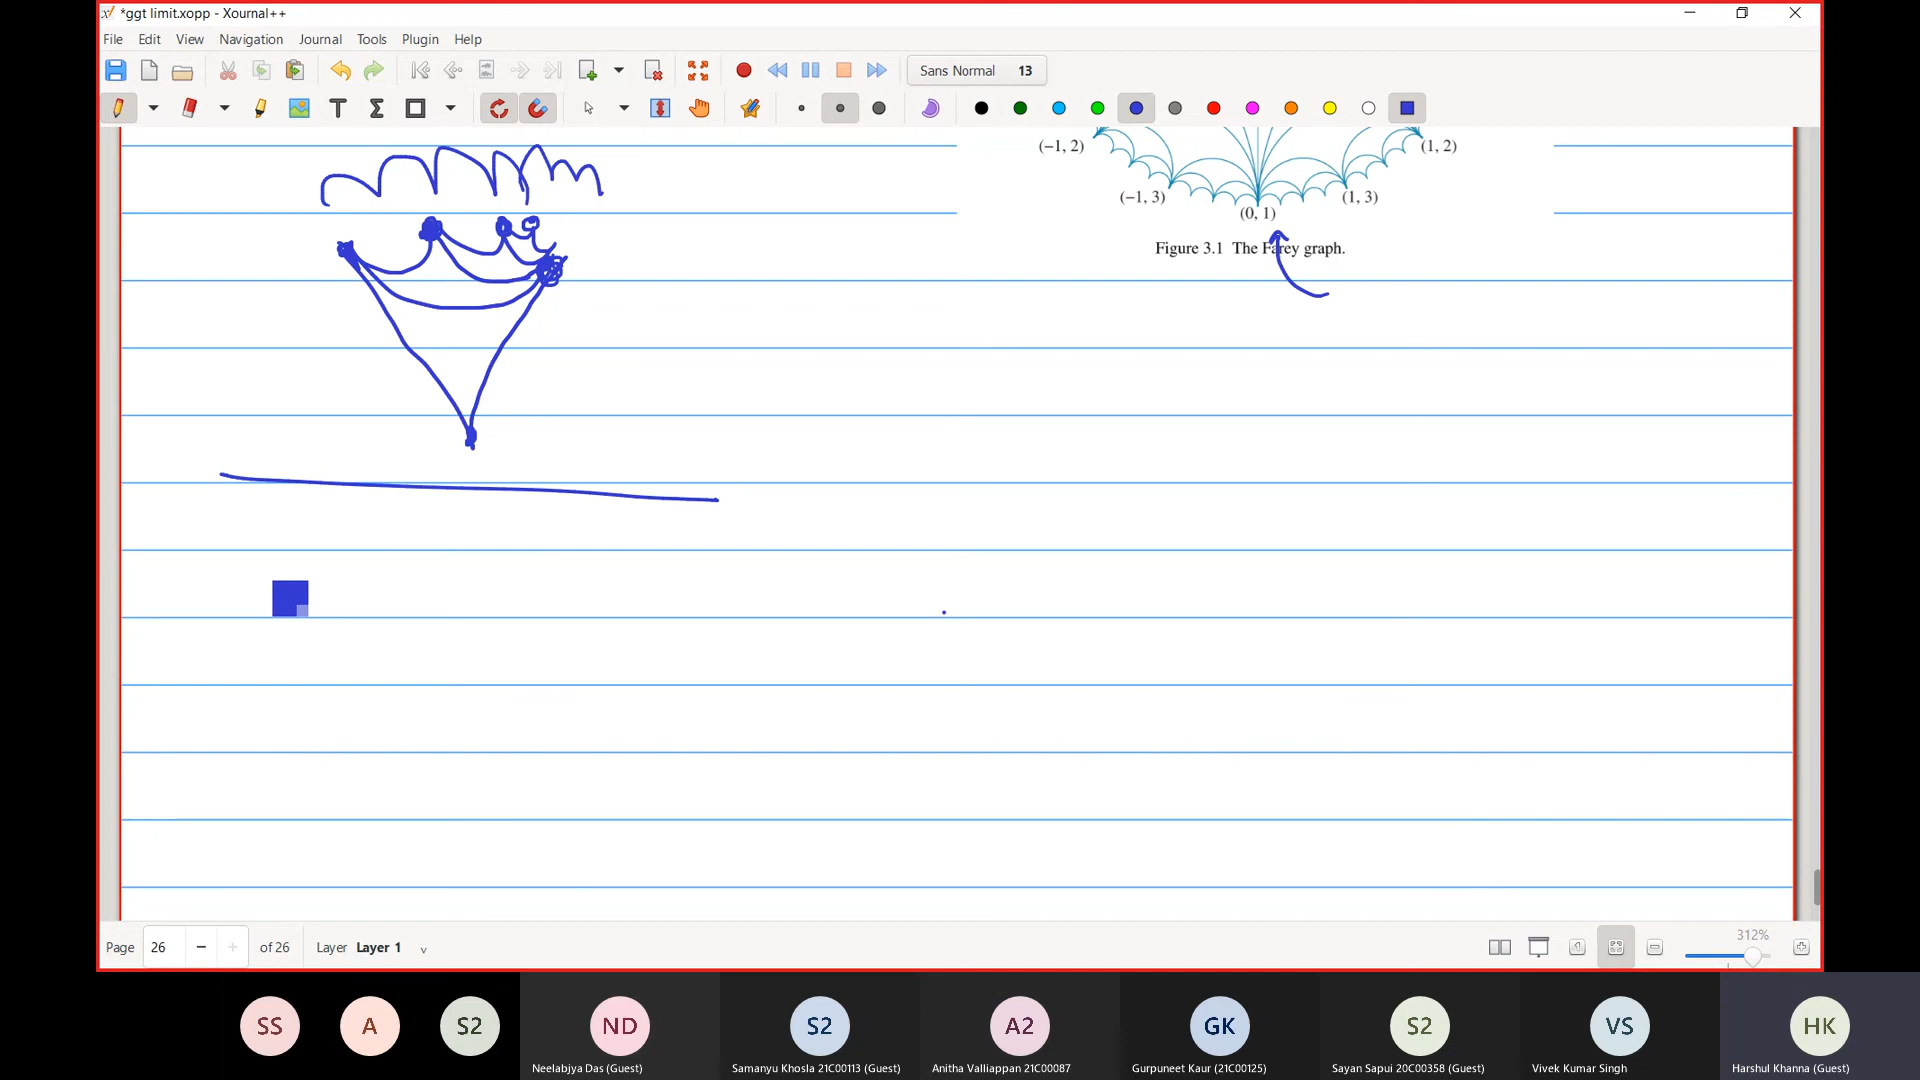 *ggt limit.xopp - Xournal++
File Edit View Navigation Journal Tools Plugin Help
Sans Normal 13
(−1, 2) (1, 2)
(−1, 3) (1, 3)
(0, 1)
Figure 3.1 The Farey graph.
Page 26 of 26 Layer Layer 1 312%
SS A S2 ND S2 A2 GK S2 VS HK
Neelabjya Das (Guest) Samanyu Khosla 21C00113 (Guest) Anitha Valliappan 21C00087 Gurpuneet Kaur (21C00125) Sayan Sapui 20C00358 (Guest) Vivek Kumar Singh Harshul Khanna (Guest)